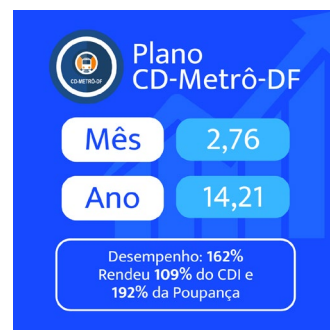 Plano
CD-Metrô-DF
CD-METRÔ-DF
Mês 2,76
Ano 14,21
Desempenho: 162%
Rendeu 109% do CDI e
192% da Poupança